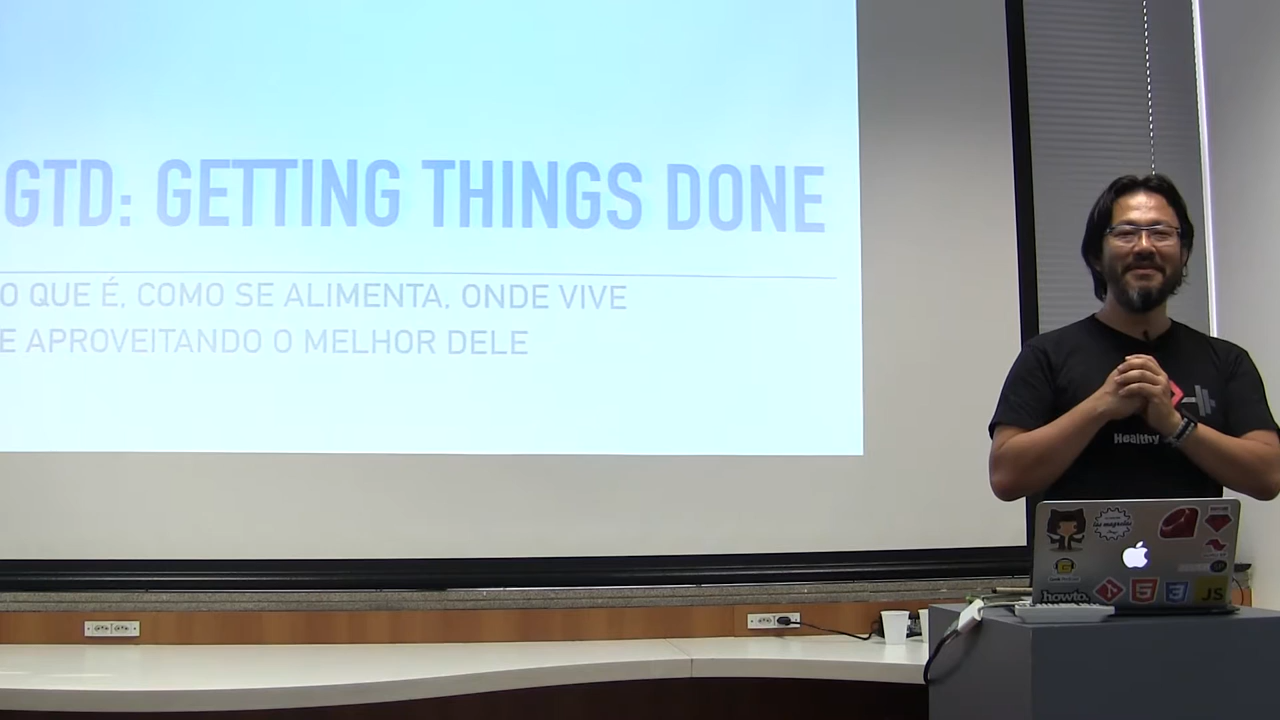 GTD: GETTING THINGS DONE
O QUE É, COMO SE ALIMENTA, ONDE VIVE
E APROVEITANDO O MELHOR DELE
Healthy
howto.
JS